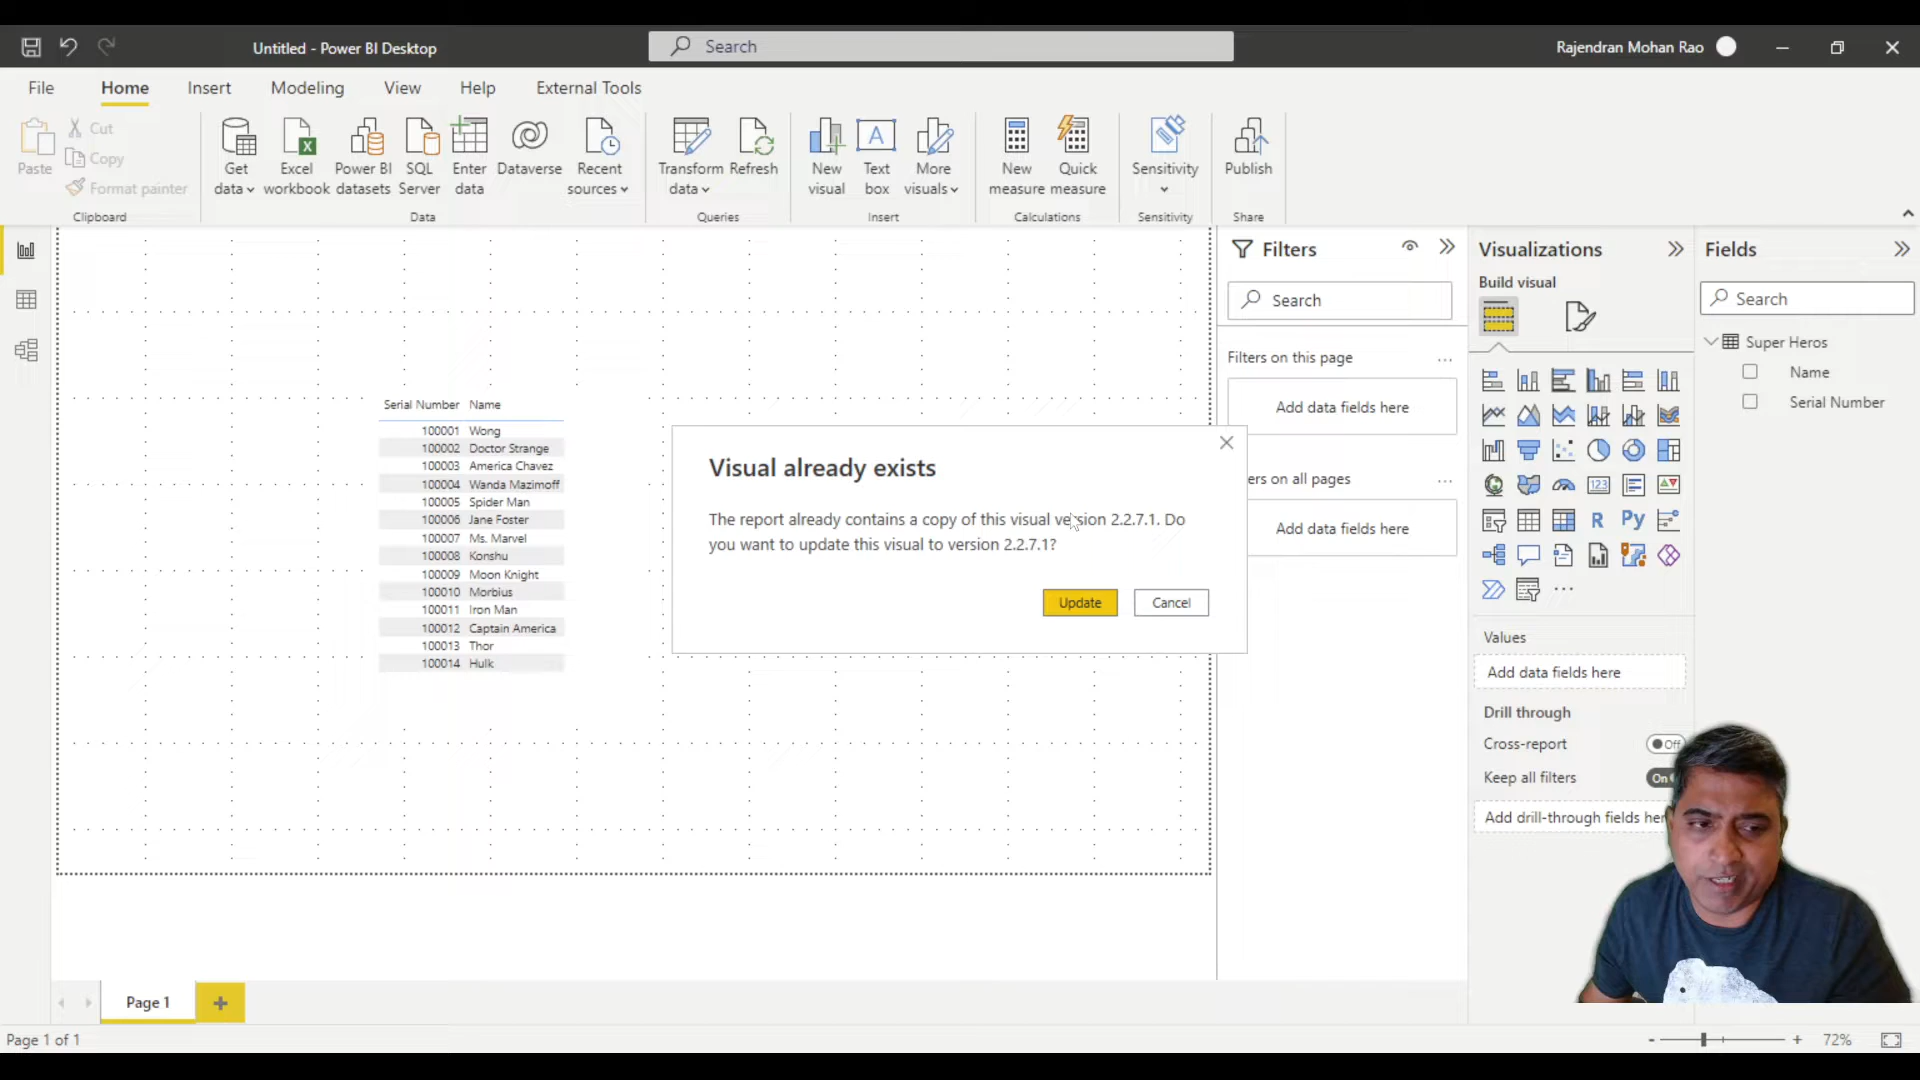 Untitled - Power BI Desktop
Search
Rajendran Mohan Rao
File
Home
Insert
Modeling
View
Help
External Tools
Paste
Cut
Copy
Format painter
Clipboard
Get data
Excel workbook
Power BI datasets
SQL Server
Enter data
Dataverse
Recent sources
Data
Transform data
Refresh
Queries
New visual
Text box
More visuals
Insert
New measure
Quick measure
Calculations
Sensitivity
Sensitivity
Publish
Share
Serial Number Name
100001 Wong
100002 Doctor Strange
100003 America Chavez
100004 Wanda Mazimoff
100005 Spider Man
100006 Jane Foster
100007 Ms. Marvel
100008 Konshu
100009 Moon Knight
100010 Morbius
100011 Iron Man
100012 Captain America
100013 Thor
100014 Hulk
Visual already exists
The report already contains a copy of this visual version 2.2.7.1. Do
you want to update this visual to version 2.2.7.1?
Update
Cancel
Filters
Search
Filters on this page
...
Add data fields here
ers on all pages
...
Add data fields here
Visualizations
Build visual
123
R
Py
...
Values
Add data fields here
Drill through
Cross-report
Off
Keep all filters
On
Add drill-through fields her
Fields
Search
Super Heros
Name
Serial Number
Page 1
+
Page 1 of 1
-
+
72%